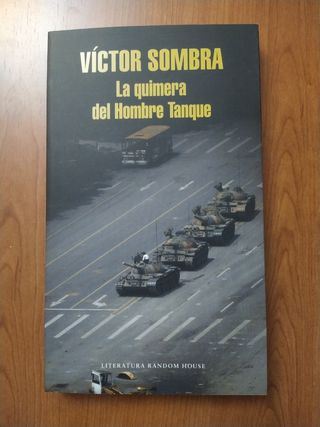 VÍCTOR SOMBRA
La quimera
del Hombre Tanque
LITERATURA RANDOM HOUSE